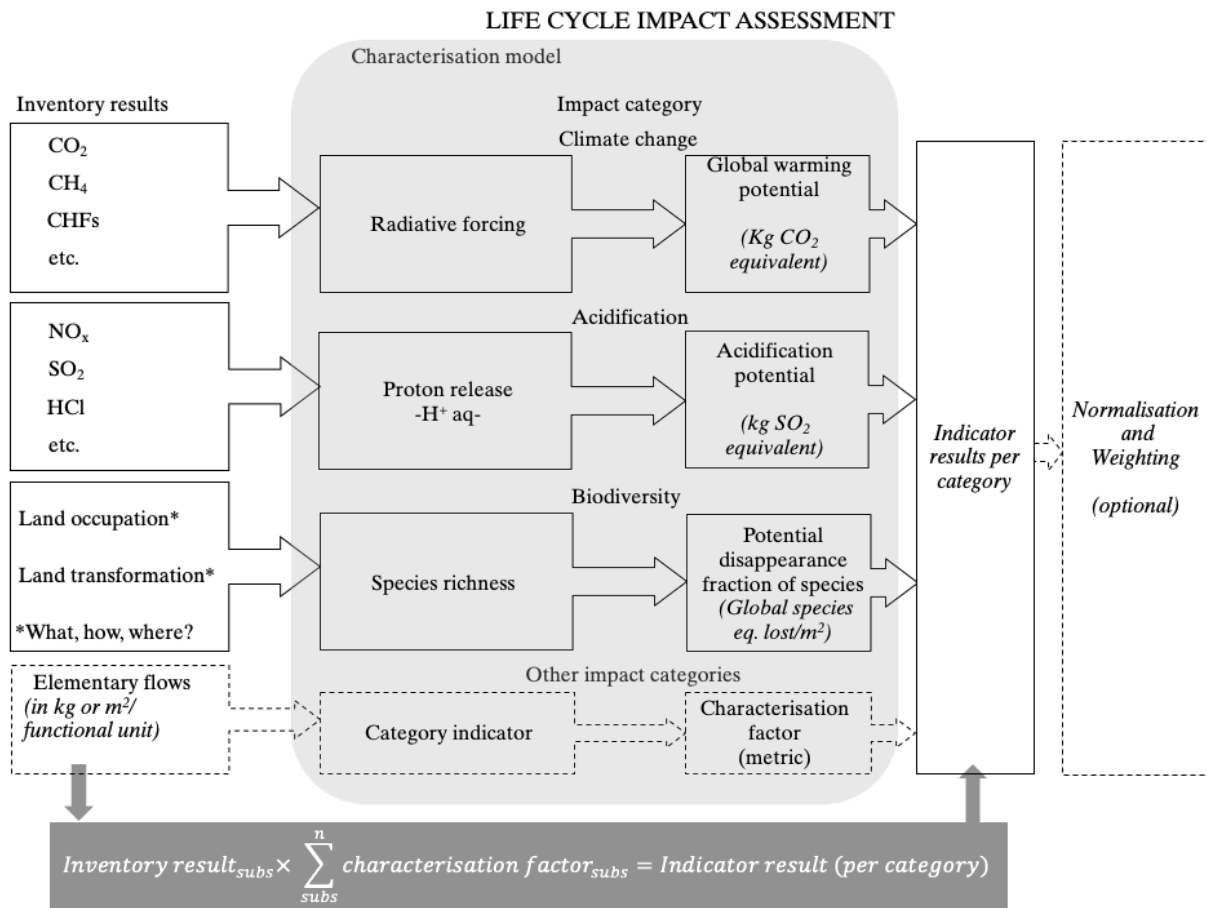 LIFE CYCLE IMPACT ASSESSMENT
Characterisation model
Inventory results
Impact category
CO₂
CH₄
CHFs
etc.
Climate change
Radiative forcing
Global warming
potential
(Kg CO₂
equivalent)
NOₓ
SO₂
HCl
etc.
Acidification
Proton release
-H⁺ aq-
Acidification
potential
(kg SO₂
equivalent)
Land occupation*
Land transformation*
*What, how, where?
Biodiversity
Species richness
Potential
disappearance
fraction of species
(Global species
eq. lost/m²)
Elementary flows
(in kg or m²/
functional unit)
Other impact categories
Category indicator
Characterisation
factor
(metric)
Indicator
results per
category
Normalisation
and
Weighting
(optional)
Inventory result_subs × ∑_subs^n characterisation factor_subs = Indicator result (per category)